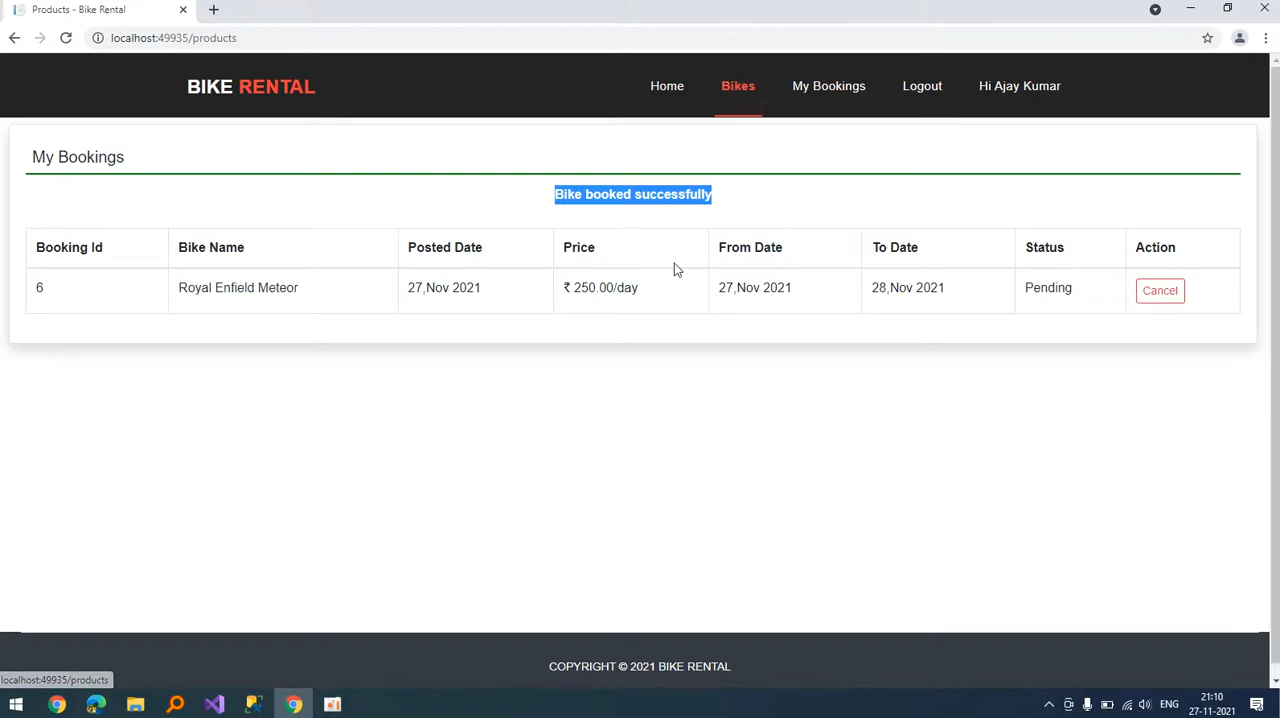 Products - Bike Rental
localhost:49935/products
BIKE RENTAL
Home Bikes My Bookings Logout Hi Ajay Kumar
My Bookings
Bike booked successfully
Booking Id Bike Name Posted Date Price From Date To Date Status Action
6 Royal Enfield Meteor 27,Nov 2021 ₹ 250.00/day 27,Nov 2021 28,Nov 2021 Pending Cancel
COPYRIGHT © 2021 BIKE RENTAL
localhost:49935/products
ENG
21:10
27-11-2021